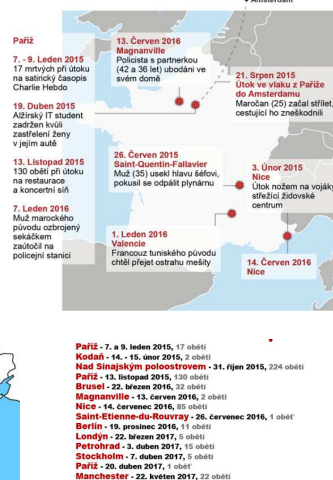 Amsterdam
Paříž
7. - 9. Leden 2015
17 mrtvých při útoku
na satirický časopis
Charlie Hebdo
19. Duben 2015
Alžírský IT student
zadržen kvůli
zastřelení ženy
v jejím autě
13. Listopad 2015
130 obětí při útoku
na restaurace
a koncertní síň
7. Leden 2016
Muž marockého
původu ozbrojený
sekáčkem
zaútočil na
policejní stanici
13. Červen 2016
Magnanville
Policista s partnerkou
(42 a 36 let) ubodáni ve
svém domě
21. Srpen 2015
Útok ve vlaku z Paříže
do Amsterdamu
Maročan (25) začal střílet,
cestující ho zneškodnili
26. Červen 2015
Saint-Quentin-Fallavier
Muž (35) usekl hlavu šéfovi,
pokusil se odpálit plynárnu
3. Únor 2015
Nice
Útok nožem na vojáky
střežící židovské
centrum
1. Leden 2016
Valencie
Francouz tuniského původu
chtěl přejet ostrahu mešity
14. Červen 2016
Nice
Paříž - 7. a 9. leden 2015, 17 obětí
Kodaň - 14. - 15. únor 2015, 2 oběti
Nad Sinajským poloostrovem - 31. říjen 2015, 224 obětí
Paříž - 13. listopad 2015, 130 obětí
Brusel - 22. březen 2016, 32 obětí
Magnanville - 13. červen 2016, 2 oběti
Nice - 14. červenec 2016, 85 obětí
Saint-Etienne-du-Rouvray - 26. červenec 2016, 1 oběť
Berlín - 19. prosinec 2016, 11 obětí
Londýn - 22. březen 2017, 5 obětí
Petrohrad - 3. duben 2017, 15 obětí
Stockholm - 7. duben 2017, 5 obětí
Paříž - 20. duben 2017, 1 oběť
Manchester - 22. květen 2017, 22 obětí